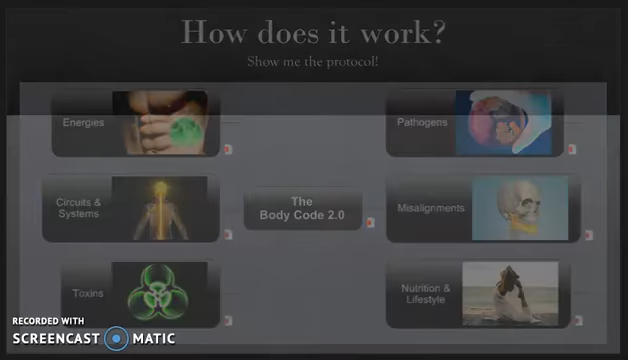 How does it work?
Show me the protocol!
Energies
Pathogens
Circuits &
Systems
The
Body Code 2.0
Misalignments
Toxins
Nutrition &
Lifestyle
RECORDED WITH
SCREENCAST MATIC